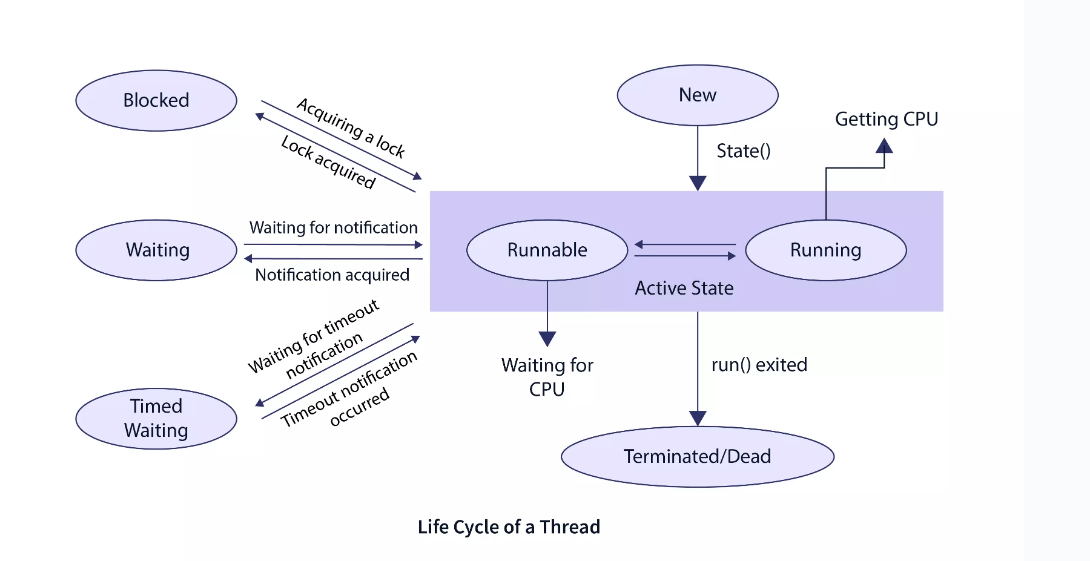 Blocked
Acquiring a lock
Lock acquired
New
State()
Getting CPU
Waiting
Waiting for notification
Notification acquired
Runnable
Running
Active State
Waiting for timeout
notification
Timeout notification
occurred
Waiting for
CPU
run() exited
Timed
Waiting
Terminated/Dead
Life Cycle of a Thread